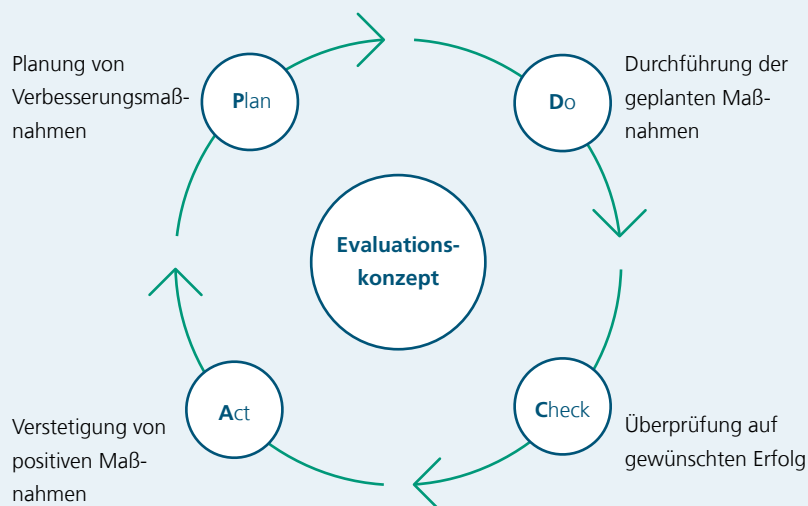 Planung von
Verbesserungsmaß-
nahmen
Plan
Do
Durchführung der
geplanten Maß-
nahmen
Evaluations-
konzept
Check
Überprüfung auf
gewünschten Erfolg
Act
Verstetigung von
positiven Maß-
nahmen